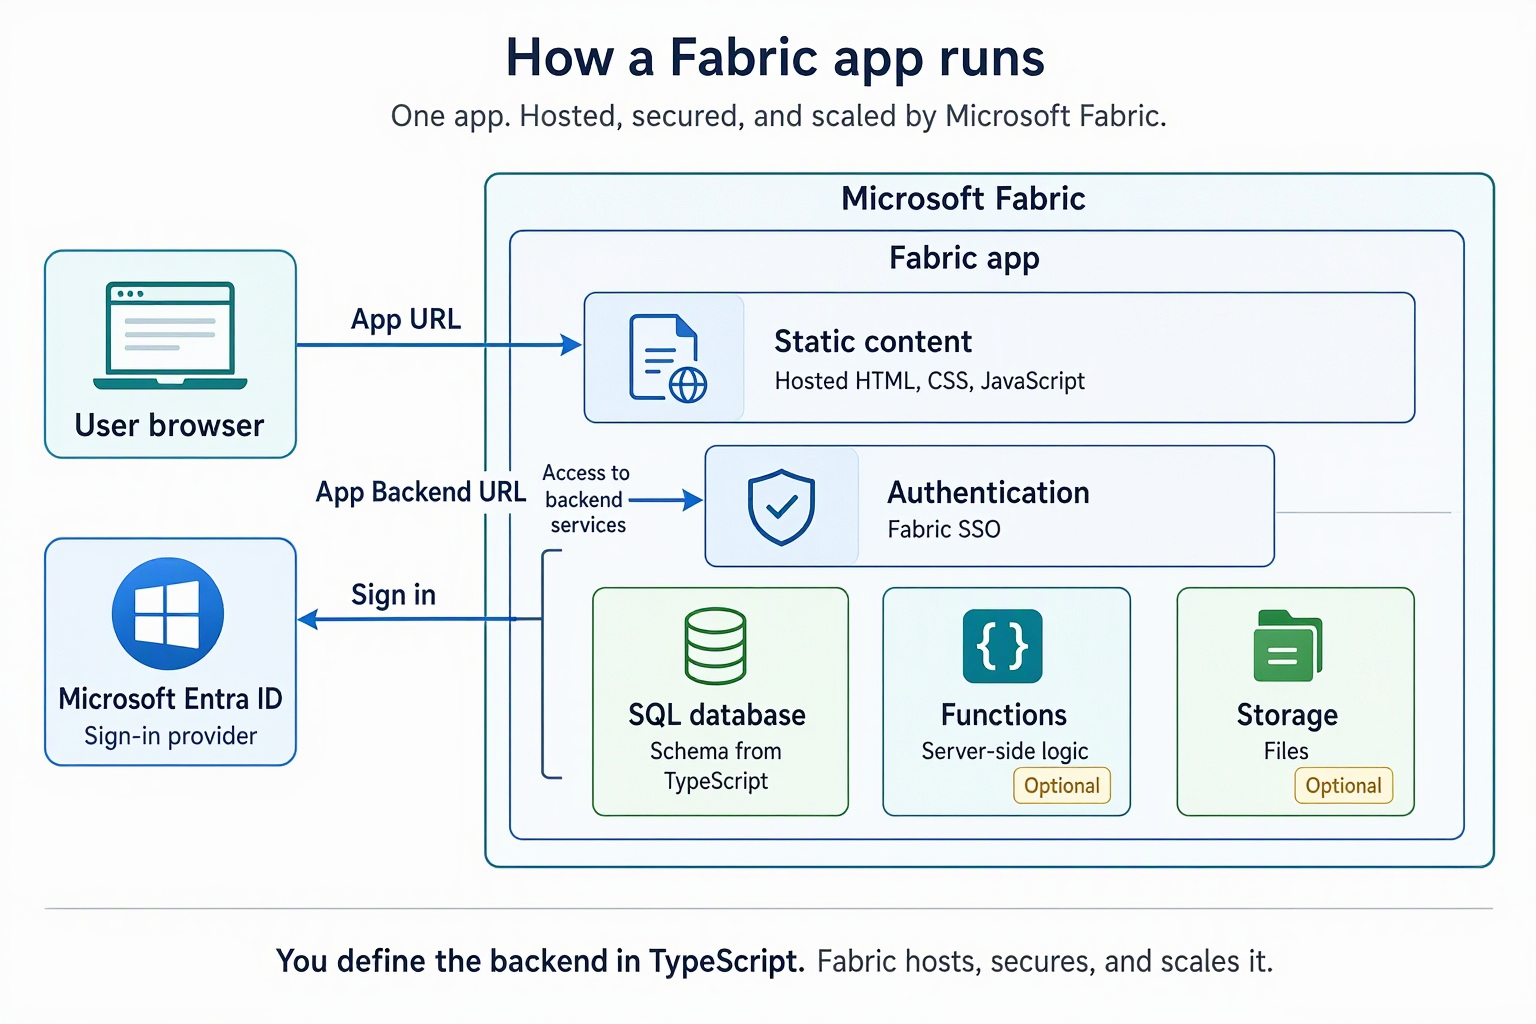 How a Fabric app runs
One app. Hosted, secured, and scaled by Microsoft Fabric.
Microsoft Fabric
Fabric app
User browser
App URL
Static content
Hosted HTML, CSS, JavaScript
App Backend URL
Access to
backend
services
Authentication
Fabric SSO
Microsoft Entra ID
Sign-in provider
Sign in
SQL database
Schema from
TypeScript
Functions
Server-side logic
Optional
Storage
Files
Optional
You define the backend in TypeScript. Fabric hosts, secures, and scales it.